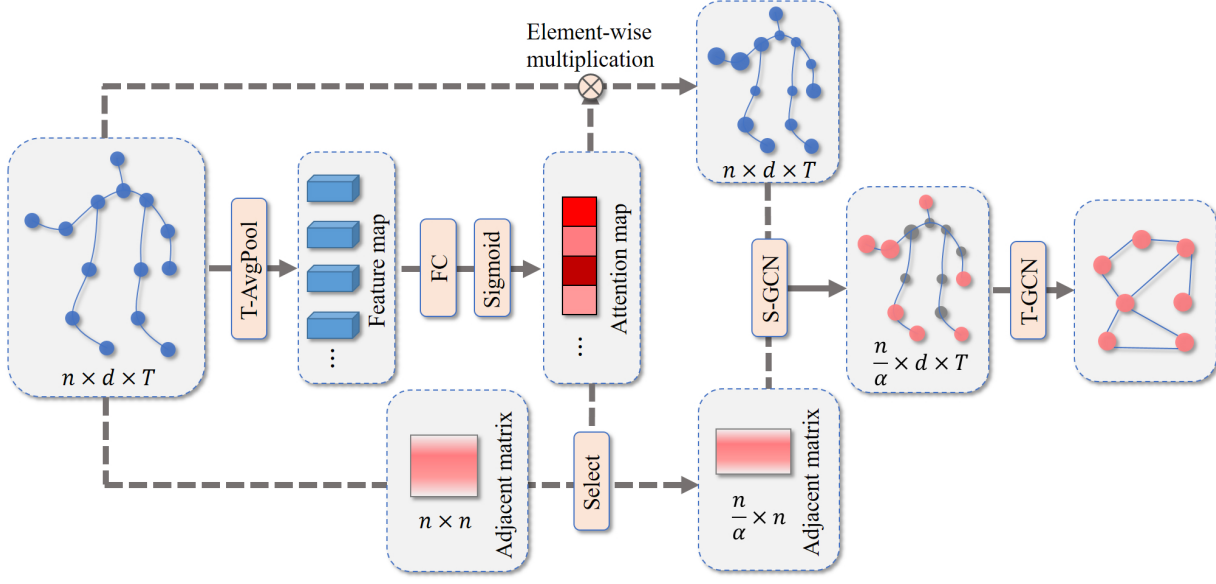 Element-wise
multiplication
n × d × T
n × d × T
T-AvgPool
Feature map
...
FC
Sigmoid
Attention map
...
S-GCN
n/α × d × T
T-GCN
Adjacent matrix
n × n
Select
Adjacent matrix
n/α × n